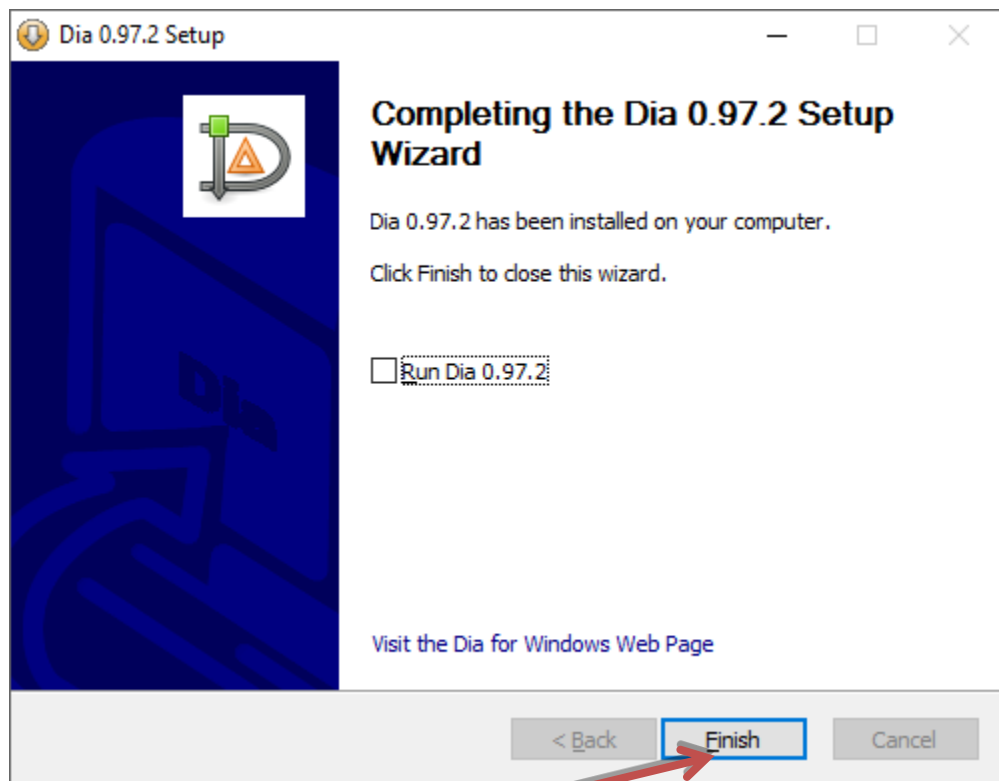 Dia 0.97.2 Setup
Completing the Dia 0.97.2 Setup
Wizard
Dia 0.97.2 has been installed on your computer.
Click Finish to close this wizard.
Run Dia 0.97.2
Dia
Visit the Dia for Windows Web Page
< Back Finish Cancel